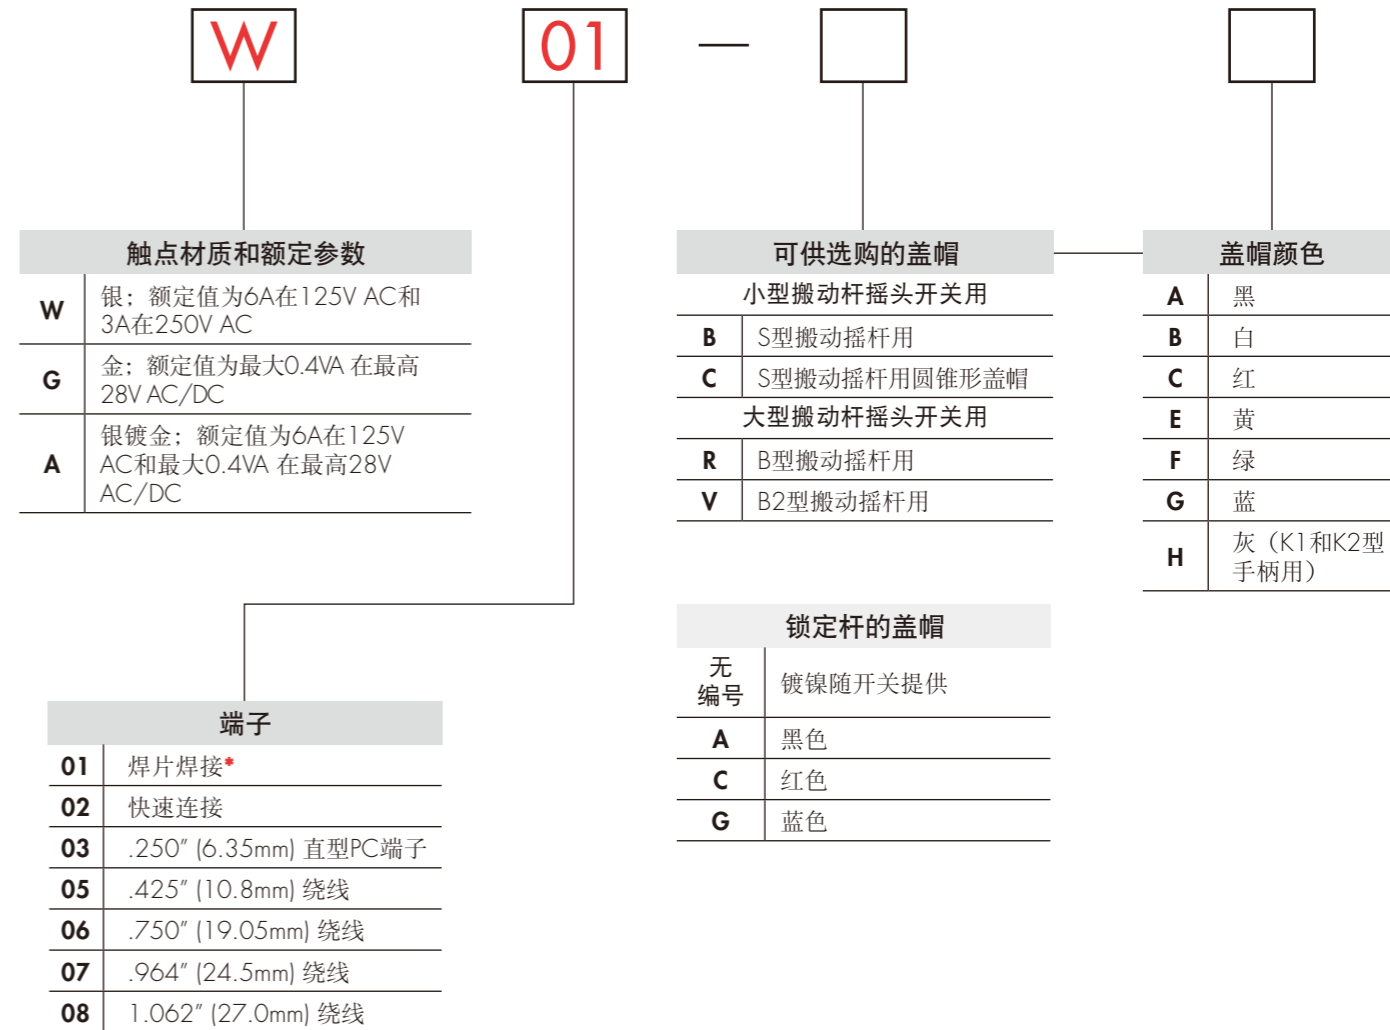 W 01 —
触点材质和额定参数
W 银；额定值为6A在125V AC和
3A在250V AC
G 金；额定值为最大0.4VA 在最高
28V AC/DC
A 银镀金；额定值为6A在125V
AC和最大0.4VA 在最高28V
AC/DC
端子
01 焊片焊接*
02 快速连接
03 .250" (6.35mm) 直型PC端子
05 .425" (10.8mm) 绕线
06 .750" (19.05mm) 绕线
07 .964" (24.5mm) 绕线
08 1.062" (27.0mm) 绕线
可供选购的盖帽
小型搬动杆摇头开关用
B S型搬动摇杆用
C S型搬动摇杆用圆锥形盖帽
大型搬动杆摇头开关用
R B型搬动摇杆用
V B2型搬动摇杆用
锁定杆的盖帽
无
编号 镀镍随开关提供
A 黑色
C 红色
G 蓝色
盖帽颜色
A 黑
B 白
C 红
E 黄
F 绿
G 蓝
H 灰（K1和K2型
手柄用）